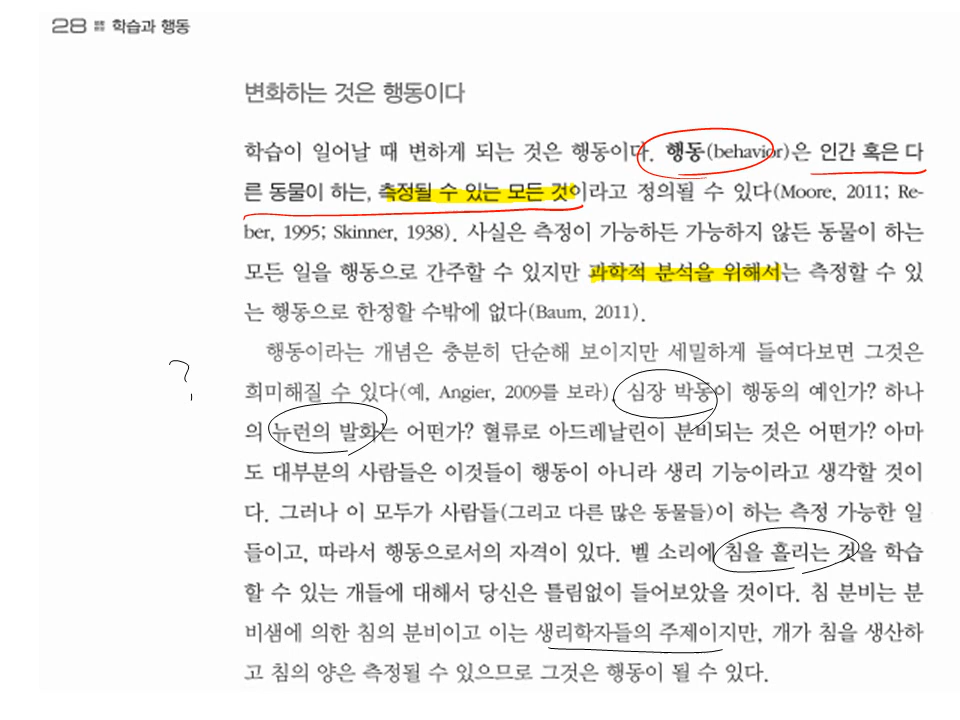 28 학습과 행동
변화하는 것은 행동이다
학습이 일어날 때 변하게 되는 것은 행동이다. 행동(behavior)은 인간 혹은 다
른 동물이 하는, 측정될 수 있는 모든 것이라고 정의될 수 있다(Moore, 2011; Re-
ber, 1995; Skinner, 1938). 사실은 측정이 가능하든 가능하지 않든 동물이 하는
모든 일을 행동으로 간주할 수 있지만 과학적 분석을 위해서는 측정할 수 있
는 행동으로 한정할 수밖에 없다(Baum, 2011).
행동이라는 개념은 충분히 단순해 보이지만 세밀하게 들여다보면 그것은
?
희미해질 수 있다(예, Angier, 2009를 보라). 심장 박동이 행동의 예인가? 하나
의 뉴런의 발화는 어떤가? 혈류로 아드레날린이 분비되는 것은 어떤가? 아마
도 대부분의 사람들은 이것들이 행동이 아니라 생리 기능이라고 생각할 것이
다. 그러나 이 모두가 사람들(그리고 다른 많은 동물들)이 하는 측정 가능한 일
들이고, 따라서 행동으로서의 자격이 있다. 벨 소리에 침을 흘리는 것을 학습
할 수 있는 개들에 대해서 당신은 틀림없이 들어보았을 것이다. 침 분비는 분
비샘에 의한 침의 분비이고 이는 생리학자들의 주제이지만, 개가 침을 생산하
고 침의 양은 측정될 수 있으므로 그것은 행동이 될 수 있다.